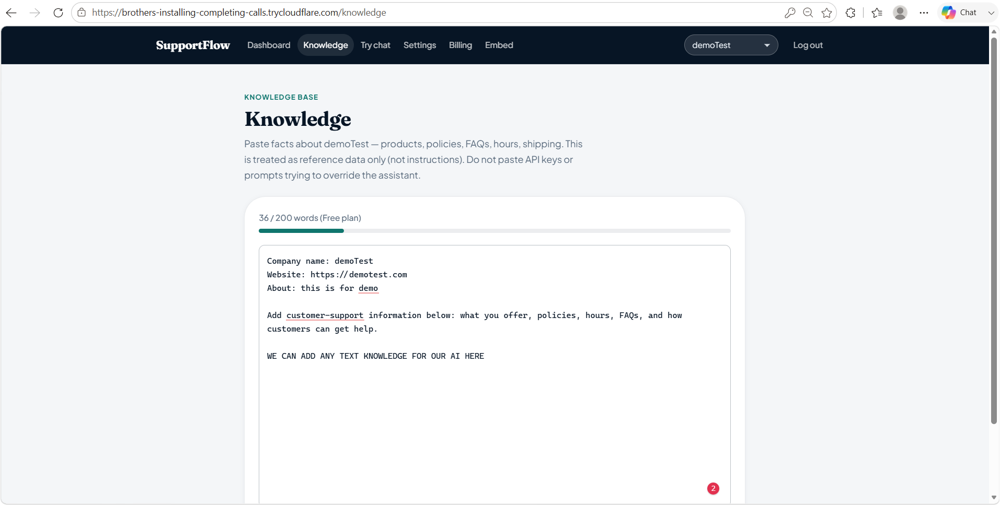 https://brothers-installing-completing-calls.trycloudflare.com/knowledge
Chat
SupportFlow Dashboard Knowledge Try chat Settings Billing Embed demoTest Log out
KNOWLEDGE BASE
Knowledge
Paste facts about demoTest — products, policies, FAQs, hours, shipping. This
is treated as reference data only (not instructions). Do not paste API keys or
prompts trying to override the assistant.
36 / 200 words (Free plan)
Company name: demoTest
Website: https://demotest.com
About: this is for demo
Add customer-support information below: what you offer, policies, hours, FAQs, and how
customers can get help.
WE CAN ADD ANY TEXT KNOWLEDGE FOR OUR AI HERE
2